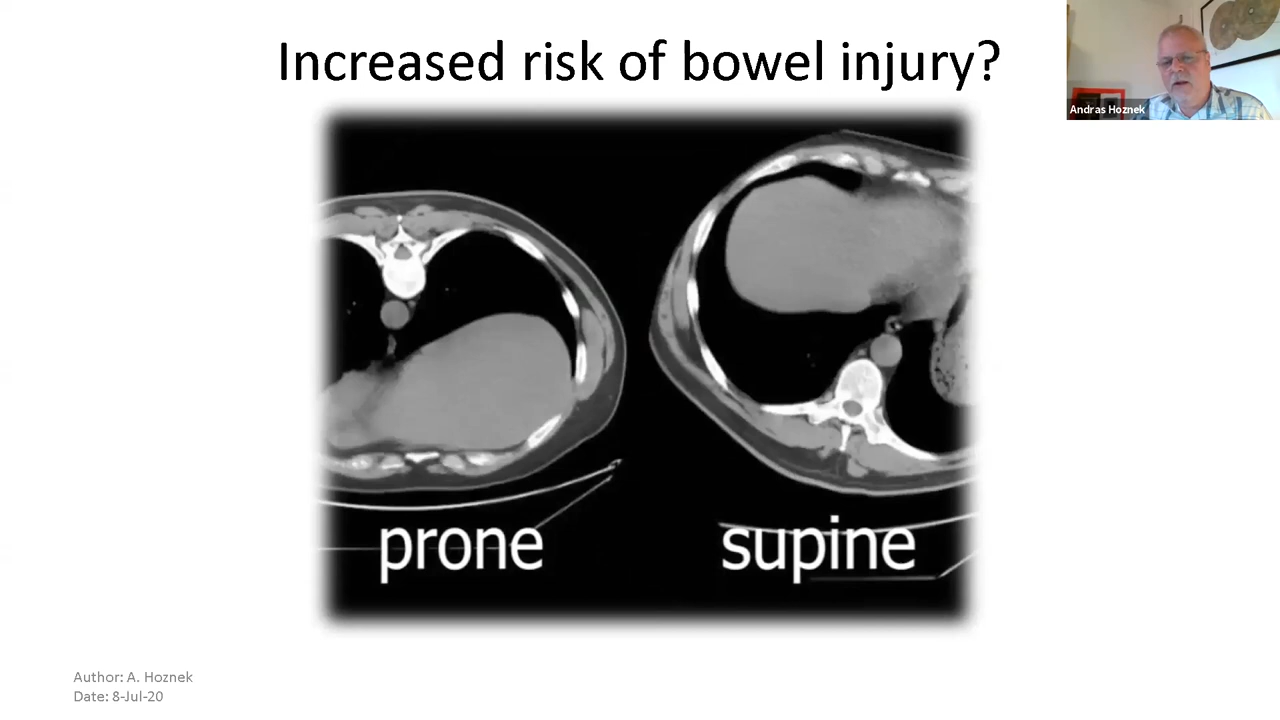 Increased risk of bowel injury?
Andras Hoznek
prone
supine
Author: A. Hoznek
Date: 8-Jul-20